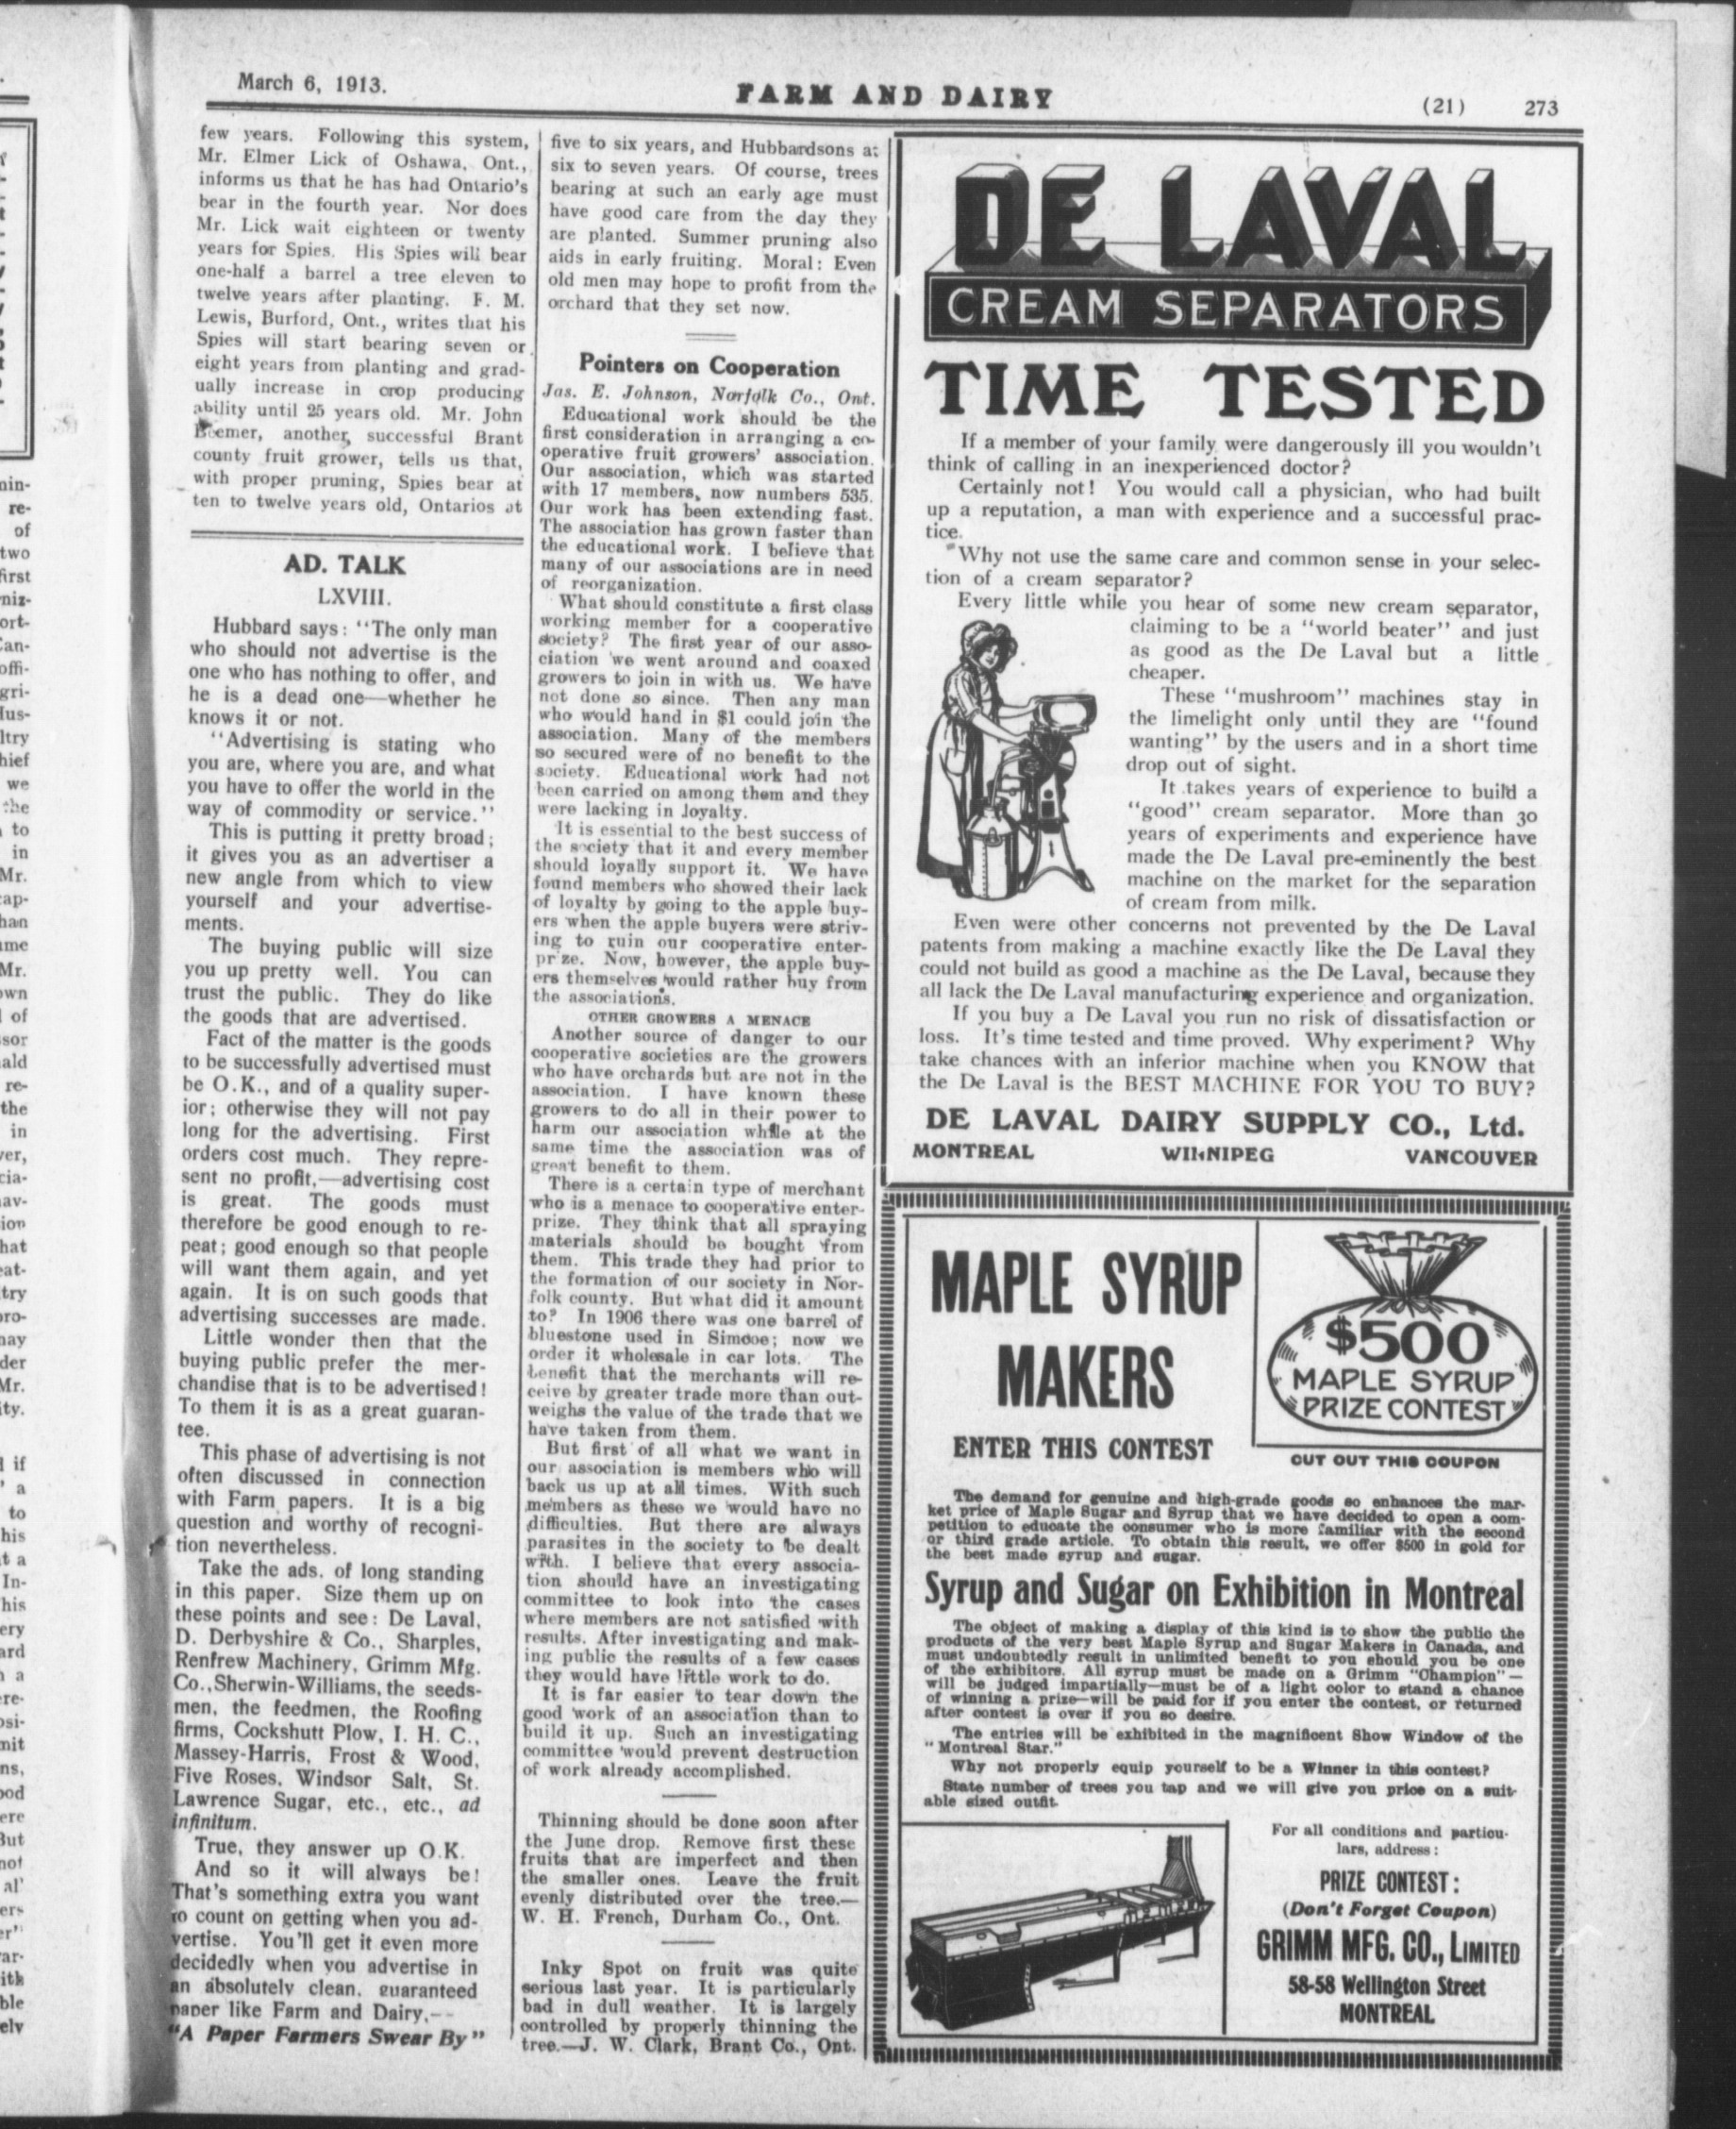 March 6, 1913.
FARM AND DAIRY
(21) 273
few years. Following this system,
Mr. Elmer Lick of Oshawa, Ont.,
informs us that he has had Ontario's
bear in the fourth year. Nor does
Mr. Lick wait eighteen or twenty
years for Spies. His Spies will bear
one-half a barrel a tree eleven to
twelve years after planting. F. M.
Lewis, Burford, Ont., writes that his
Spies will start bearing seven or
eight years from planting and grad-
ually increase in crop producing
ability until 25 years old. Mr. John
Beemer, another, successful Brant
county fruit grower, tells us that,
with proper pruning, Spies bear at
ten to twelve years old, Ontarios at
AD. TALK
LXVIII.
Hubbard says: "The only man
who should not advertise is the
one who has nothing to offer, and
he is a dead one—whether he
knows it or not.
"Advertising is stating who
you are, where you are, and what
you have to offer the world in the
way of commodity or service."
This is putting it pretty broad;
it gives you as an advertiser a
new angle from which to view
yourself and your advertise-
ments.
The buying public will size
you up pretty well. You can
trust the public. They do like
the goods that are advertised.
Fact of the matter is the goods
to be successfully advertised must
be O.K., and of a quality super-
ior; otherwise they will not pay
long for the advertising. First
orders cost much. They repre-
sent no profit,—advertising cost
is great. The goods must
therefore be good enough to re-
peat; good enough so that people
will want them again, and yet
again. It is on such goods that
advertising successes are made.
Little wonder then that the
buying public prefer the mer-
chandise that is to be advertised!
To them it is as a great guaran-
tee.
This phase of advertising is not
often discussed in connection
with Farm papers. It is a big
question and worthy of recogni-
tion nevertheless.
Take the ads. of long standing
in this paper. Size them up on
these points and see: De Laval,
D. Derbyshire & Co., Sharples,
Renfrew Machinery, Grimm Mfg.
Co., Sherwin-Williams, the seeds-
men, the feedmen, the Roofing
firms, Cockshutt Plow, I. H. C.,
Massey-Harris, Frost & Wood,
Five Roses, Windsor Salt, St.
Lawrence Sugar, etc., etc., ad
infinitum.
True, they answer up O.K.
And so it will always be!
That's something extra you want
to count on getting when you ad-
vertise. You'll get it even more
decidedly when you advertise in
an absolutely clean, guaranteed
paper like Farm and Dairy,--
"A Paper Farmers Swear By"
five to six years, and Hubbardsons at
six to seven years. Of course, trees
bearing at such an early age must
have good care from the day they
are planted. Summer pruning also
aids in early fruiting. Moral: Even
old men may hope to profit from the
orchard that they set now.
Pointers on Cooperation
Jas. E. Johnson, Norfolk Co., Ont.
Educational work should be the
first consideration in arranging a co-
operative fruit growers' association.
Our association, which was started
with 17 members, now numbers 535.
Our work has been extending fast.
The association has grown faster than
the educational work. I believe that
many of our associations are in need
of reorganization.
What should constitute a first class
working member for a cooperative
society? The first year of our asso-
ciation we went around and coaxed
growers to join in with us. We have
not done so since. Then any man
who would hand in $1 could join the
association. Many of the members
so secured were of no benefit to the
society. Educational work had not
been carried on among them and they
were lacking in loyalty.
It is essential to the best success of
the society that it and every member
should loyally support it. We have
found members who showed their lack
of loyalty by going to the apple buy-
ers when the apple buyers were striv-
ing to ruin our cooperative enter-
prize. Now, however, the apple buy-
ers themselves would rather buy from
the associations.
OTHER GROWERS A MENACE
Another source of danger to our
cooperative societies are the growers
who have orchards but are not in the
association. I have known these
growers to do all in their power to
harm our association while at the
same time the association was of
great benefit to them.
There is a certain type of merchant
who is a menace to cooperative enter-
prize. They think that all spraying
materials should be bought from
them. This trade they had prior to
the formation of our society in Nor-
folk county. But what did it amount
to? In 1906 there was one barrel of
bluestone used in Simcoe; now we
order it wholesale in car lots. The
benefit that the merchants will re-
ceive by greater trade more than out-
weighs the value of the trade that we
have taken from them.
But first of all what we want in
our association is members who will
back us up at all times. With such
members as these we would have no
difficulties. But there are always
parasites in the society to be dealt
with. I believe that every associa-
tion should have an investigating
committee to look into the cases
where members are not satisfied with
results. After investigating and mak-
ing public the results of a few cases
they would have little work to do.
It is far easier to tear down the
good work of an association than to
build it up. Such an investigating
committee would prevent destruction
of work already accomplished.
Thinning should be done soon after
the June drop. Remove first these
fruits that are imperfect and then
the smaller ones. Leave the fruit
evenly distributed over the tree.—
W. H. French, Durham Co., Ont.
Inky Spot on fruit was quite
serious last year. It is particularly
bad in dull weather. It is largely
controlled by properly thinning the
tree.—J. W. Clark, Brant Co., Ont.
DE LAVAL
CREAM SEPARATORS
TIME TESTED
If a member of your family were dangerously ill you wouldn't
think of calling in an inexperienced doctor?
Certainly not! You would call a physician, who had built
up a reputation, a man with experience and a successful prac-
tice.
Why not use the same care and common sense in your selec-
tion of a cream separator?
Every little while you hear of some new cream separator,
claiming to be a "world beater" and just
as good as the De Laval but a little
cheaper.
These "mushroom" machines stay in
the limelight only until they are "found
wanting" by the users and in a short time
drop out of sight.
It takes years of experience to build a
"good" cream separator. More than 30
years of experiments and experience have
made the De Laval pre-eminently the best
machine on the market for the separation
of cream from milk.
Even were other concerns not prevented by the De Laval
patents from making a machine exactly like the De Laval they
could not build as good a machine as the De Laval, because they
all lack the De Laval manufacturing experience and organization.
If you buy a De Laval you run no risk of dissatisfaction or
loss. It's time tested and time proved. Why experiment? Why
take chances with an inferior machine when you KNOW that
the De Laval is the BEST MACHINE FOR YOU TO BUY?
DE LAVAL DAIRY SUPPLY CO., Ltd.
MONTREAL WINNIPEG VANCOUVER
MAPLE SYRUP
MAKERS
ENTER THIS CONTEST
$500
MAPLE SYRUP
PRIZE CONTEST
CUT OUT THIS COUPON
The demand for genuine and high-grade goods so enhances the mar-
ket price of Maple Sugar and Syrup that we have decided to open a com-
petition to educate the consumer who is more familiar with the second
or third grade article. To obtain this result, we offer $500 in gold for
the best made syrup and sugar.
Syrup and Sugar on Exhibition in Montreal
The object of making a display of this kind is to show the public the
products of the very best Maple Syrup and Sugar Makers in Canada, and
must undoubtedly result in unlimited benefit to you should you be one
of the exhibitors. All syrup must be made on a Grimm "Champion"—
will be judged impartially—must be of a light color to stand a chance
of winning a prize—will be paid for if you enter the contest, or returned
after contest is over if you so desire.
The entries will be exhibited in the magnificent Show Window of the
"Montreal Star."
Why not properly equip yourself to be a Winner in this contest?
State number of trees you tap and we will give you price on a suit-
able sized outfit.
For all conditions and particu-
lars, address:
PRIZE CONTEST:
(Don't Forget Coupon)
GRIMM MFG. CO., LIMITED
58-58 Wellington Street
MONTREAL